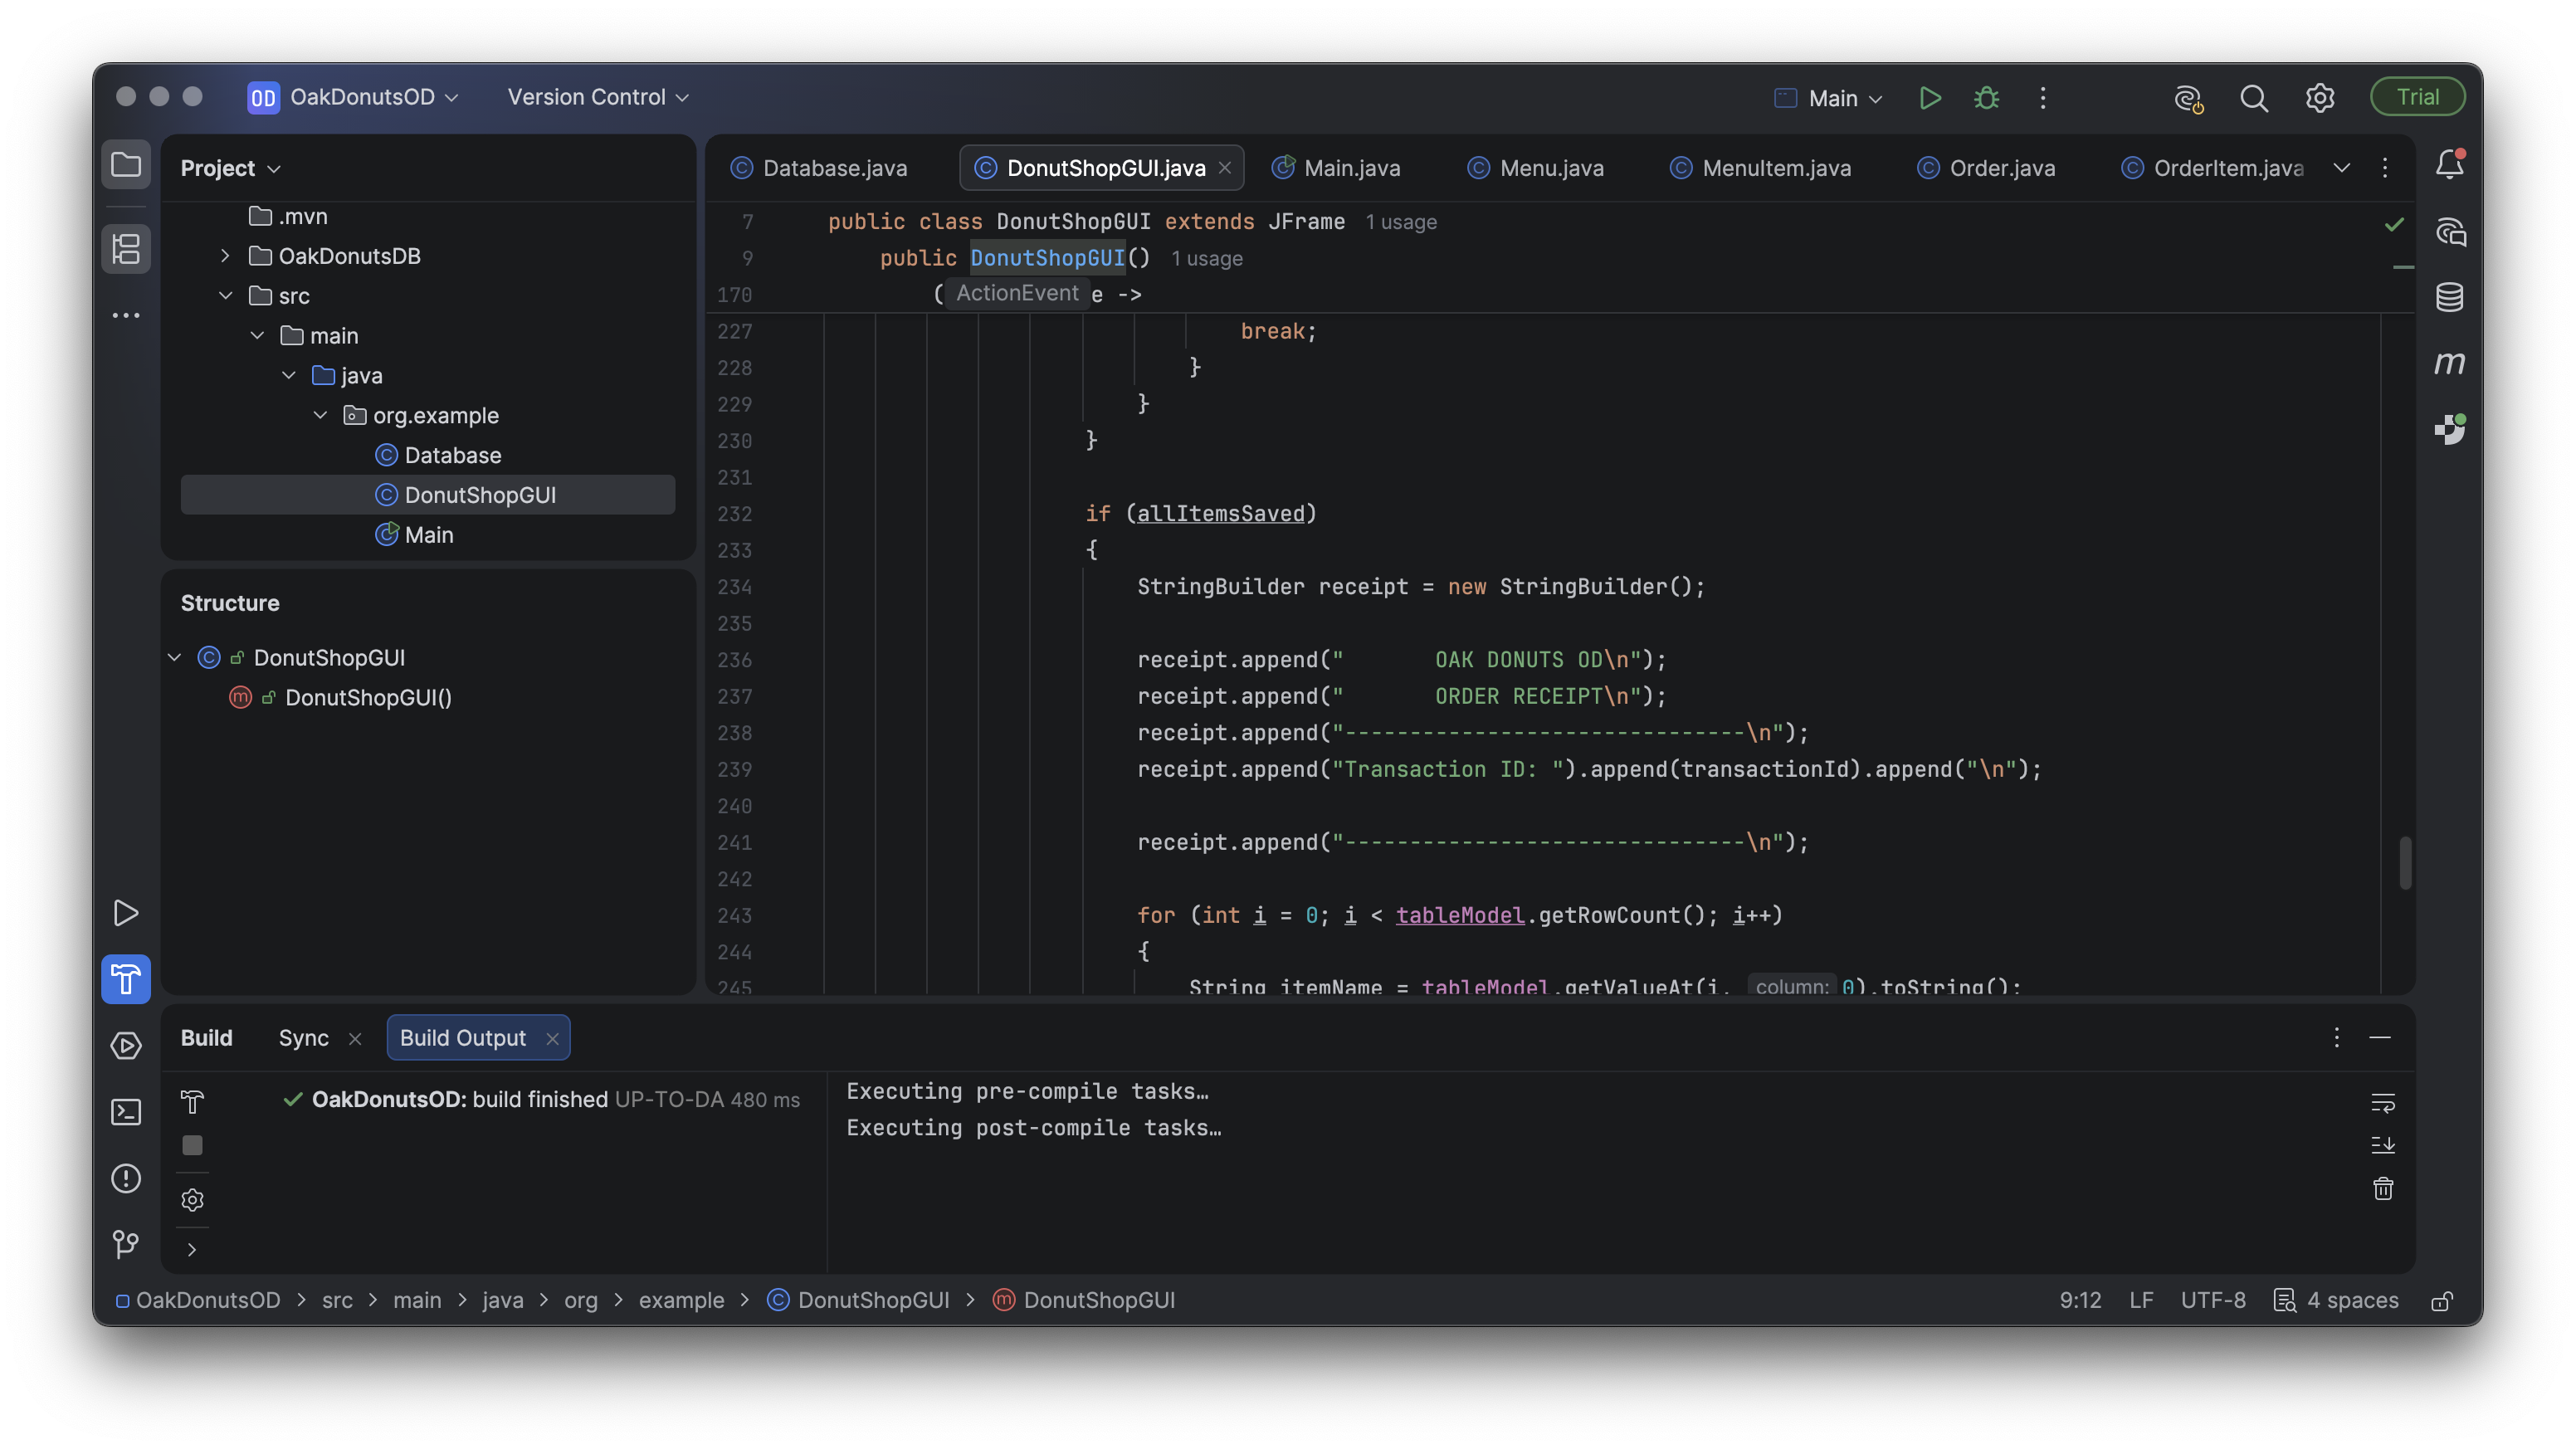 OD OakDonutsOD Version Control Main Trial
Project
.mvn
OakDonutsDB
src
main
java
org.example
Database
DonutShopGUI
Main
Structure
DonutShopGUI
m DonutShopGUI()
Database.java DonutShopGUI.java Main.java Menu.java MenuItem.java Order.java OrderItem.java
7 public class DonutShopGUI extends JFrame 1 usage
9 public DonutShopGUI() 1 usage
170 ( ActionEvent e ->
227 break;
228 }
229 }
230 }
231
232 if (allItemsSaved)
233 {
234 StringBuilder receipt = new StringBuilder();
235
236 receipt.append("       OAK DONUTS OD\n");
237 receipt.append("       ORDER RECEIPT\n");
238 receipt.append("-------------------------------\n");
239 receipt.append("Transaction ID: ").append(transactionId).append("\n");
240
241 receipt.append("-------------------------------\n");
242
243 for (int i = 0; i < tableModel.getRowCount(); i++)
244 {
245 String itemName = tableModel.getValueAt(i, column: 0).toString();
m
Build Sync Build Output
OakDonutsOD: build finished UP-TO-DA 480 ms
Executing pre-compile tasks…
Executing post-compile tasks…
OakDonutsOD > src > main > java > org > example > DonutShopGUI > m DonutShopGUI 9:12 LF UTF-8 4 spaces